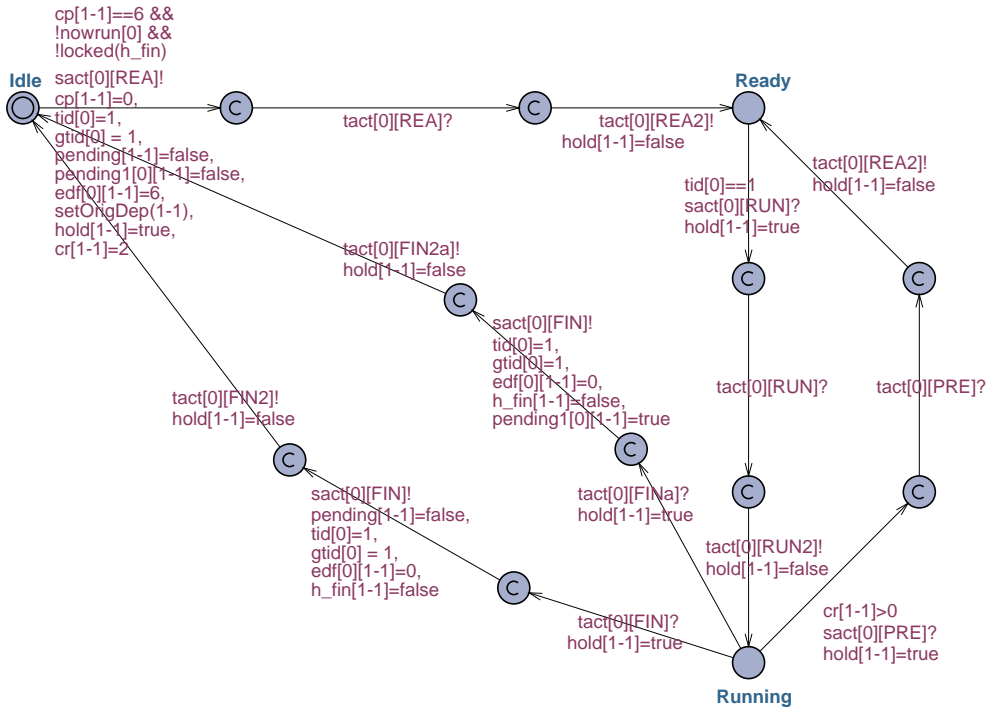 cp[1-1]==6 &&
!nowrun[0] &&
!locked(h_fin)
Idle
sact[0][REA]!
cp[1-1]=0,
tid[0]=1,
gtid[0] = 1,
pending[1-1]=false,
pending1[0][1-1]=false,
edf[0][1-1]=6,
setOrigDep(1-1),
hold[1-1]=true,
cr[1-1]=2
C
tact[0][REA]?
C
tact[0][REA2]!
hold[1-1]=false
Ready
tact[0][REA2]!
hold[1-1]=false
tid[0]==1
sact[0][RUN]?
hold[1-1]=true
tact[0][FIN2a]!
hold[1-1]=false
C
C
C
sact[0][FIN]!
tid[0]=1,
gtid[0]=1,
edf[0][1-1]=0,
h_fin[1-1]=false,
pending1[0][1-1]=true
tact[0][RUN]?
tact[0][PRE]?
tact[0][FIN2]!
hold[1-1]=false
C
C
sact[0][FIN]!
pending[1-1]=false,
tid[0]=1,
gtid[0] = 1,
edf[0][1-1]=0,
h_fin[1-1]=false
tact[0][FINa]?
hold[1-1]=true
C
C
tact[0][RUN2]!
hold[1-1]=false
C
tact[0][FIN]?
hold[1-1]=true
cr[1-1]>0
sact[0][PRE]?
hold[1-1]=true
Running